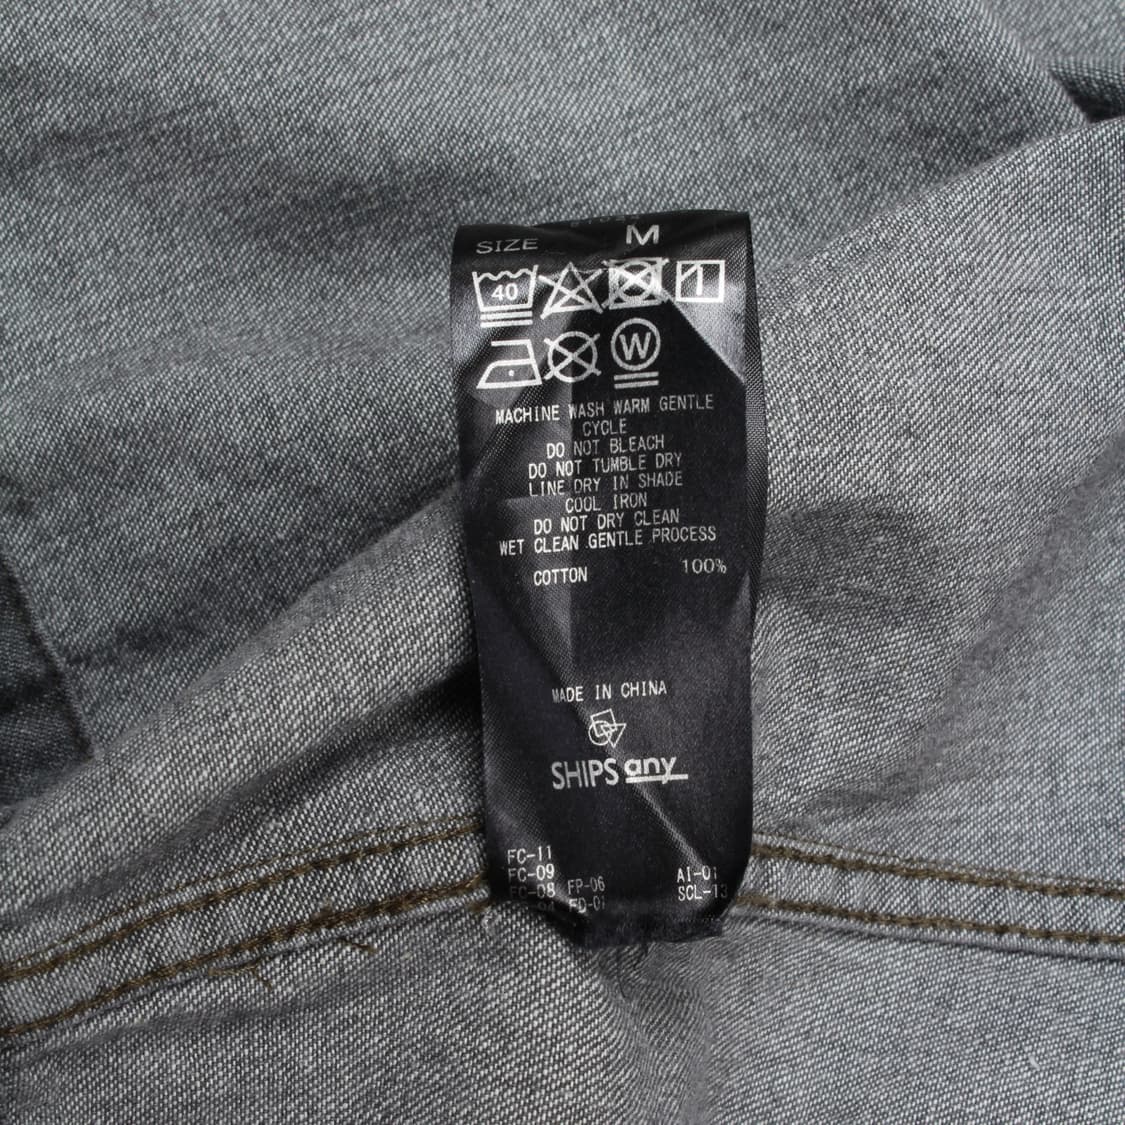 SIZE M
40
W
MACHINE WASH WARM GENTLE
CYCLE
DO NOT BLEACH
DO NOT TUMBLE DRY
LINE DRY IN SHADE
COOL IRON
DO NOT DRY CLEAN
WET CLEAN GENTLE PROCESS
COTTON 100%
MADE IN CHINA
SHIPS any
FC-11
FC-09 AI-01
FC-08 FP-06 SCL-13